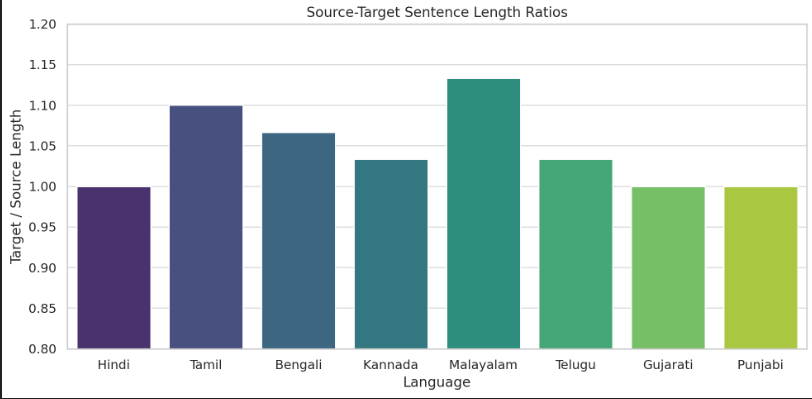 Source-Target Sentence Length Ratios
1.20
1.15
1.10
1.05
1.00
0.95
0.90
0.85
0.80
Target / Source Length
Hindi Tamil Bengali Kannada Malayalam Telugu Gujarati Punjabi
Language